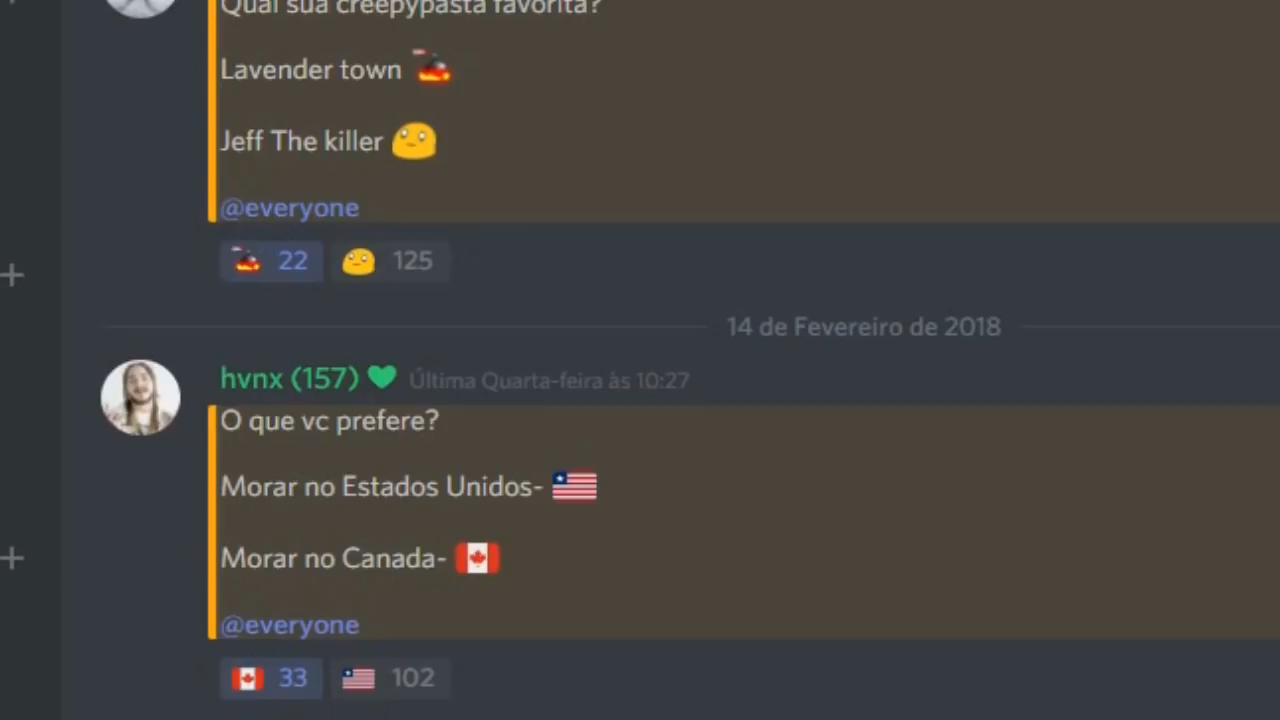 Qual sua creepypasta favorita?
Lavender town
Jeff The killer
@everyone
22 125
14 de Fevereiro de 2018
hvnx (157) Última Quarta-feira às 10:27
O que vc prefere?
Morar no Estados Unidos-
Morar no Canada-
@everyone
33 102